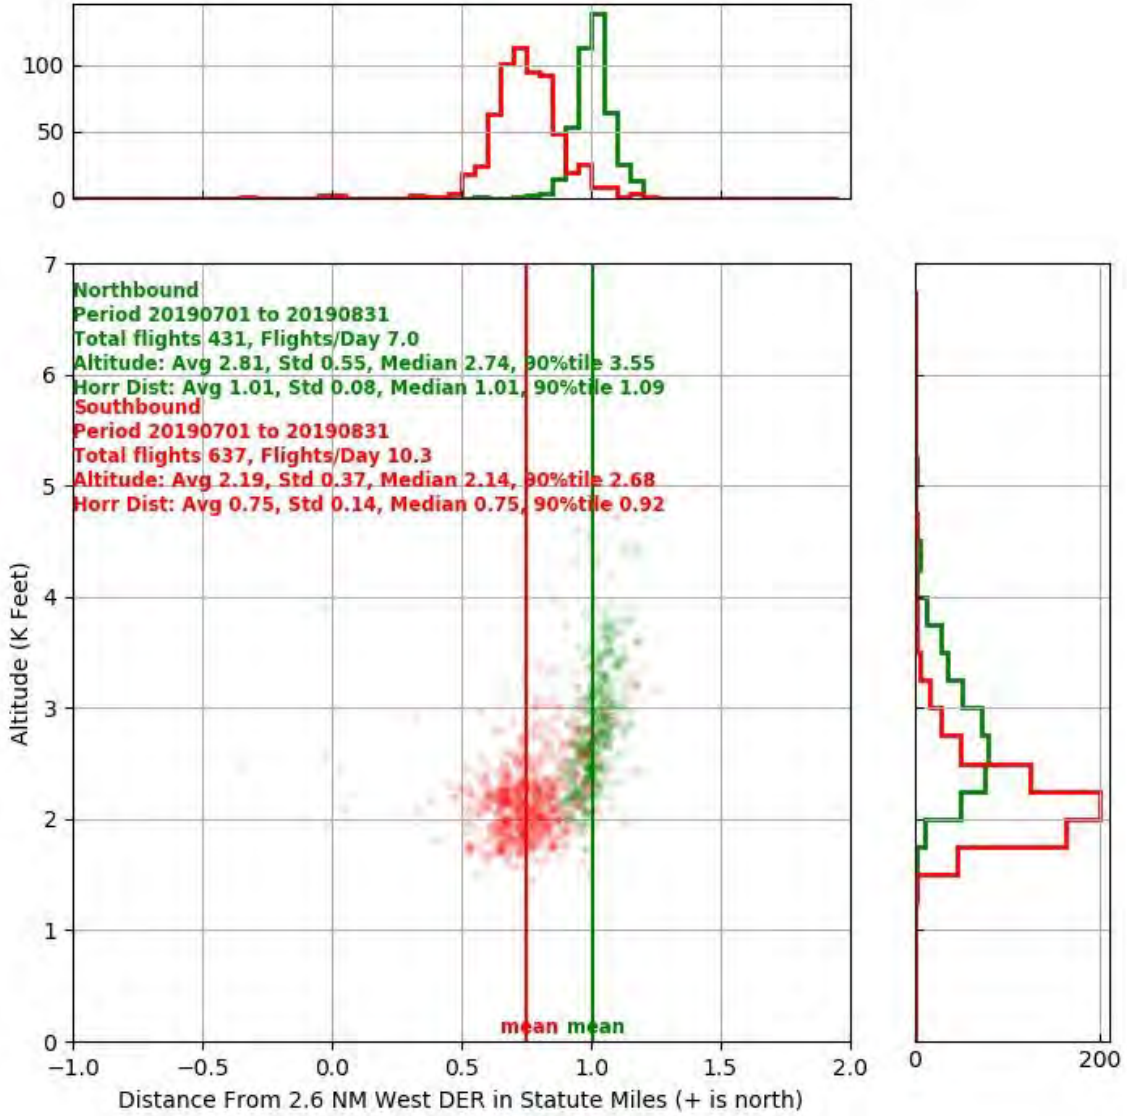 100
50
0
7
Northbound
Period 20190701 to 20190831
Total flights 431, Flights/Day 7.0
Altitude: Avg 2.81, Std 0.55, Median 2.74, 90%tile 3.55
6
Horr Dist: Avg 1.01, Std 0.08, Median 1.01, 90%tile 1.09
Southbound
Period 20190701 to 20190831
Total flights 637, Flights/Day 10.3
Altitude: Avg 2.19, Std 0.37, Median 2.14, 90%tile 2.68
5
Horr Dist: Avg 0.75, Std 0.14, Median 0.75, 90%tile 0.92
Altitude (K Feet)
4
3
2
1
mean mean
0
−1.0 −0.5 0.0 0.5 1.0 1.5 2.0
0 200
Distance From 2.6 NM West DER in Statute Miles (+ is north)